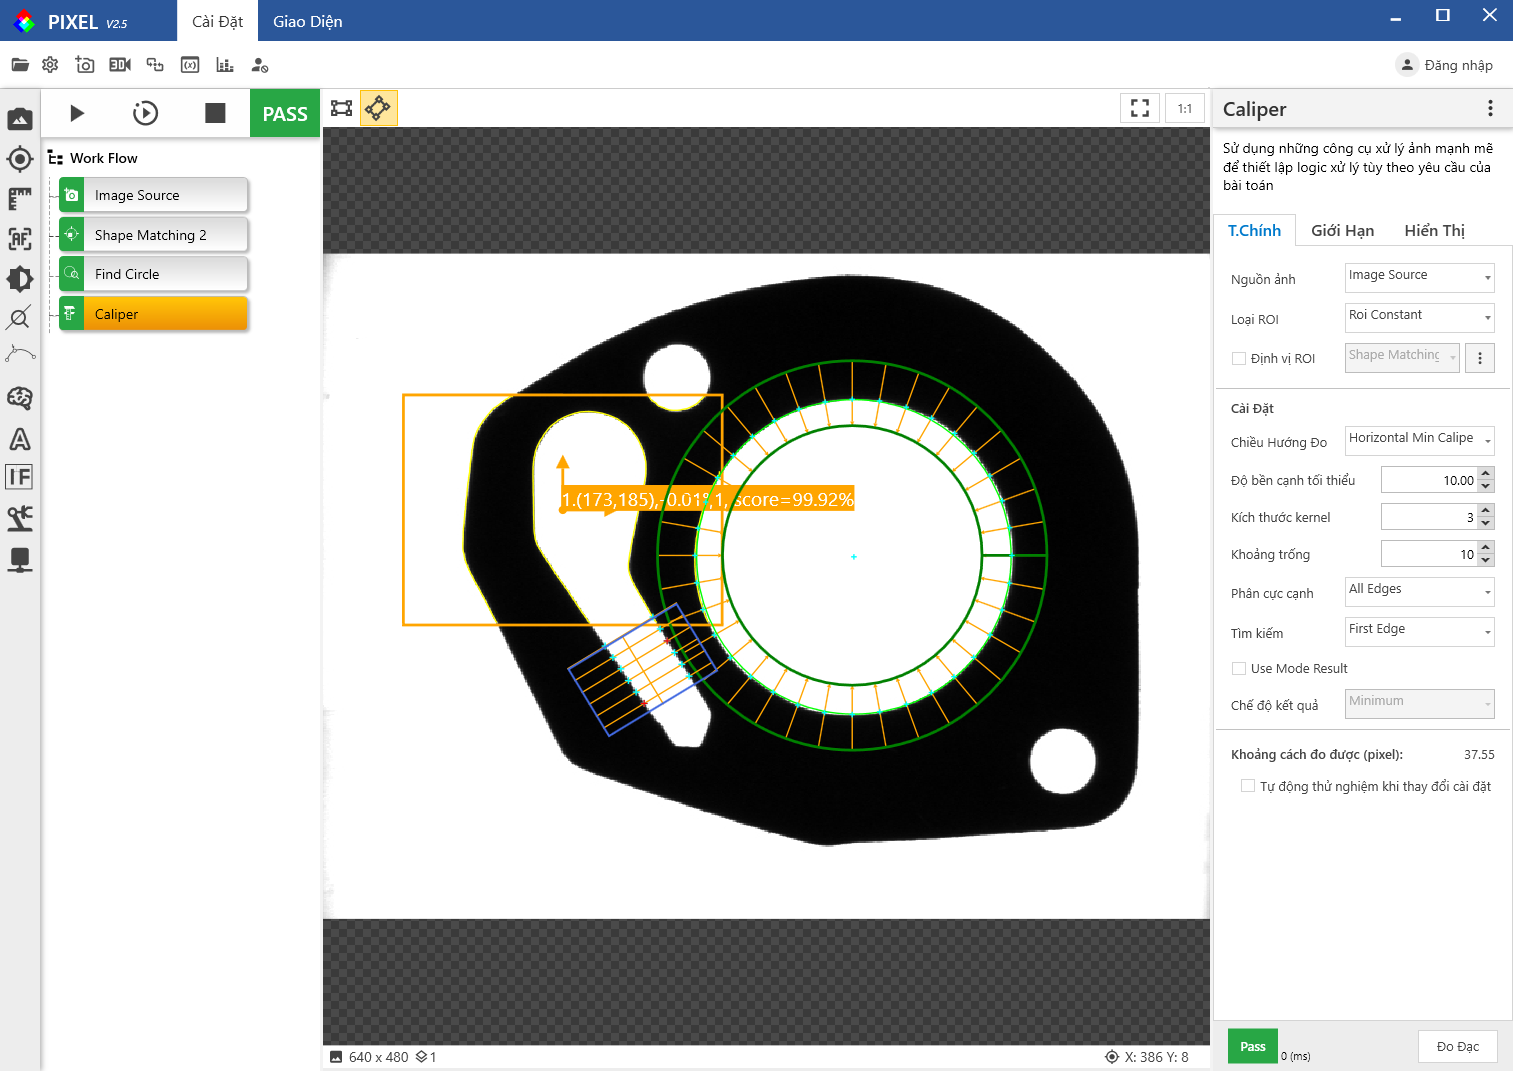 PIXEL V2.5
Cài Đặt
Giao Diện
Đăng nhập
PASS
Work Flow
Image Source
Shape Matching 2
Find Circle
Caliper
AF
IF
1:1
1.(173,185),-0.01°,1, score=99.92%
640 x 480
1
X: 386 Y: 8
Caliper
Sử dụng những công cụ xử lý ảnh mạnh mẽ
để thiết lập logic xử lý tùy theo yêu cầu của
bài toán
T.Chính
Giới Hạn
Hiển Thị
Nguồn ảnh
Image Source
Loại ROI
Roi Constant
Định vị ROI
Shape Matching
Cài Đặt
Chiều Hướng Đo
Horizontal Min Calipe
Độ bền cạnh tối thiểu
10.00
Kích thước kernel
3
Khoảng trống
10
Phân cực cạnh
All Edges
Tìm kiếm
First Edge
Use Mode Result
Chế độ kết quả
Minimum
Khoảng cách đo được (pixel):
37.55
Tự động thử nghiệm khi thay đổi cài đặt
Pass
0 (ms)
Đo Đạc